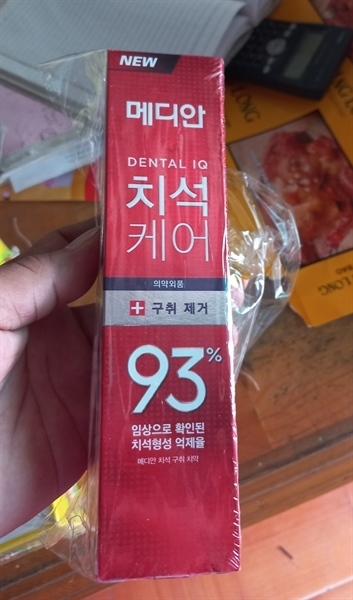 NEW
메디안
DENTAL IQ
치석
케어
의약외품
구취 제거
93%
임상으로 확인된
치석형성 억제율
메디안 치석 구취 치약
LONG